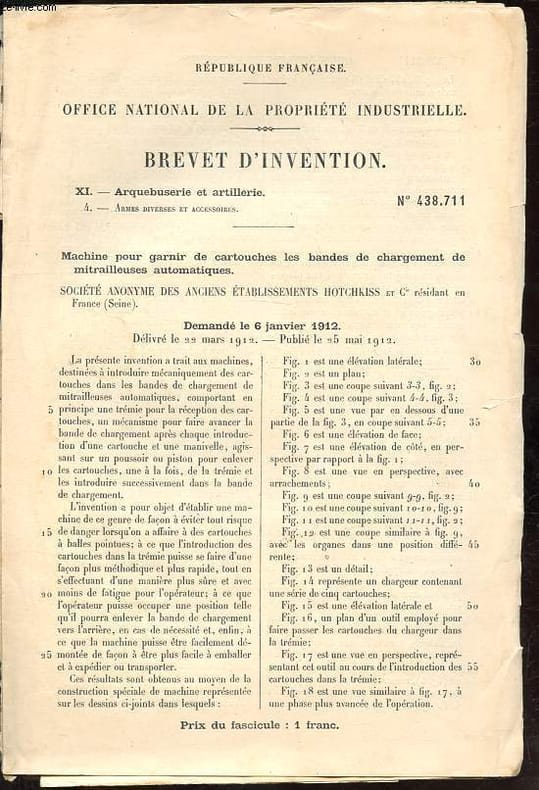 RÉPUBLIQUE FRANÇAISE.
OFFICE NATIONAL DE LA PROPRIÉTÉ INDUSTRIELLE.
BREVET D'INVENTION.
XI. — Arquebuserie et artillerie.
4. — ARMES DIVERSES ET ACCESSOIRES.
N° 438.711
Machine pour garnir de cartouches les bandes de chargement de
mitrailleuses automatiques.
SOCIÉTÉ ANONYME DES ANCIENS ÉTABLISSEMENTS HOTCHKISS ET Cie résidant en
France (Seine).
Demandé le 6 janvier 1912.
Délivré le 22 mars 1912. — Publié le 25 mai 1912.
La présente invention a trait aux machines,
destinées à introduire mécaniquement des car-
touches dans les bandes de chargement de
mitrailleuses automatiques, comportant en
5 principe une trémie pour la réception des car-
touches, un mécanisme pour faire avancer la
bande de chargement après chaque introduc-
tion d'une cartouche et une manivelle, agis-
sant sur un poussoir ou piston pour enlever
10 les cartouches, une à la fois, de la trémie et
les introduire successivement dans la bande
de chargement.
L'invention a pour objet d'établir une ma-
chine de ce genre de façon à éviter tout risque
15 de danger lorsqu'on a affaire à des cartouches
à balles pointues; à ce que l'introduction des
cartouches dans la trémie puisse se faire d'une
façon plus méthodique et plus rapide, tout en
s'effectuant d'une manière plus sûre et avec
20 moins de fatigue pour l'opérateur; à ce que
l'opérateur puisse occuper une position telle
qu'il pourra enlever la bande de chargement
vers l'arrière, en cas de nécessité et, enfin, à
ce que la machine puisse être facilement dé-
25 montée de façon à être plus facile à emballer
et à expédier ou transporter.
Ces résultats sont obtenus au moyen de la
construction spéciale de machine représentée
sur les dessins ci-joints dans lesquels :
Fig. 1 est une élévation latérale; 30
Fig. 2 est un plan;
Fig. 3 est une coupe suivant 3-3, fig. 2;
Fig. 4 est une coupe suivant 4-4, fig. 3;
Fig. 5 est une vue par en dessous d'une
partie de la fig. 3, en coupe suivant 5-5; 35
Fig. 6 est une élévation de face;
Fig. 7 est une élévation de côté, en per-
spective par rapport à la fig. 1;
Fig. 8 est une vue en perspective, avec
arrachements; 40
Fig. 9 est une coupe suivant 9-9, fig. 2;
Fig. 10 est une coupe suivant 10-10, fig. 9;
Fig. 11 est une coupe suivant 11-11, fig. 2;
Fig. 12 est une coupe similaire à fig. 9,
avec les organes dans une position diffé- 45
rente;
Fig. 13 est un détail;
Fig. 14 représente un chargeur contenant
une série de cinq cartouches;
Fig. 15 est une élévation latérale et 50
Fig. 16, un plan d'un outil employé pour
faire passer les cartouches du chargeur dans
la trémie;
Fig. 17 est une vue en perspective, repré-
sentant cet outil au cours de l'introduction des 55
cartouches dans la trémie;
Fig. 18 est une vue similaire à fig. 17, à
une phase plus avancée de l'opération.
Prix du fascicule : 1 franc.